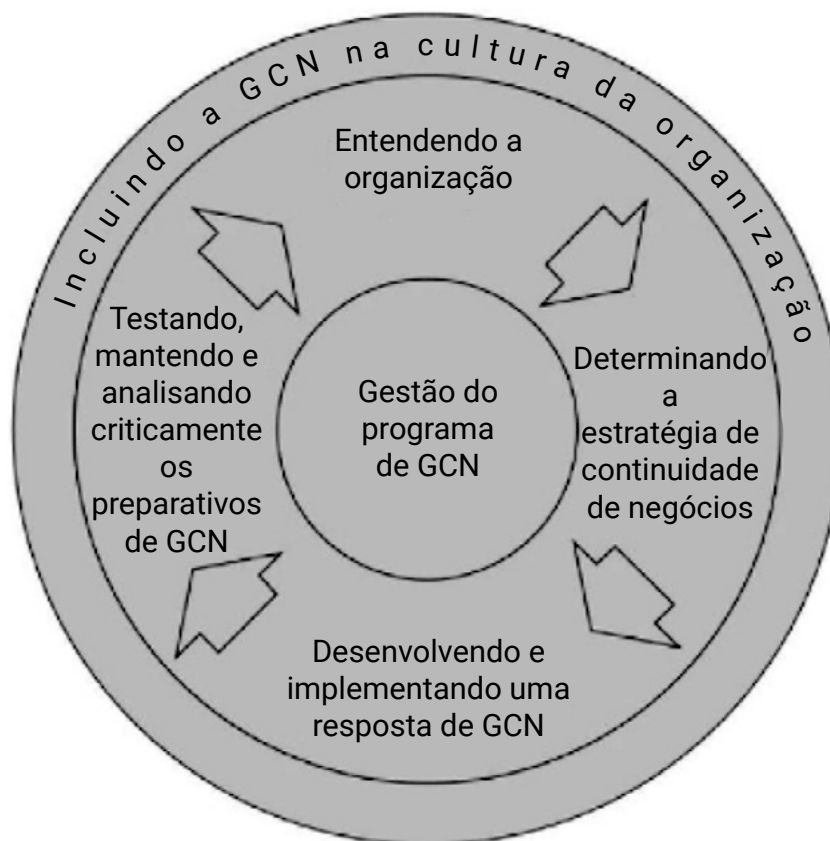 Incluindo a GCN na cultura da organização
Entendendo a
organização
Testando,
mantendo e
analisando
criticamente
os
preparativos
de GCN
Gestão do
programa
de GCN
Determinando
a
estratégia de
continuidade
de negócios
Desenvolvendo e
implementando uma
resposta de GCN